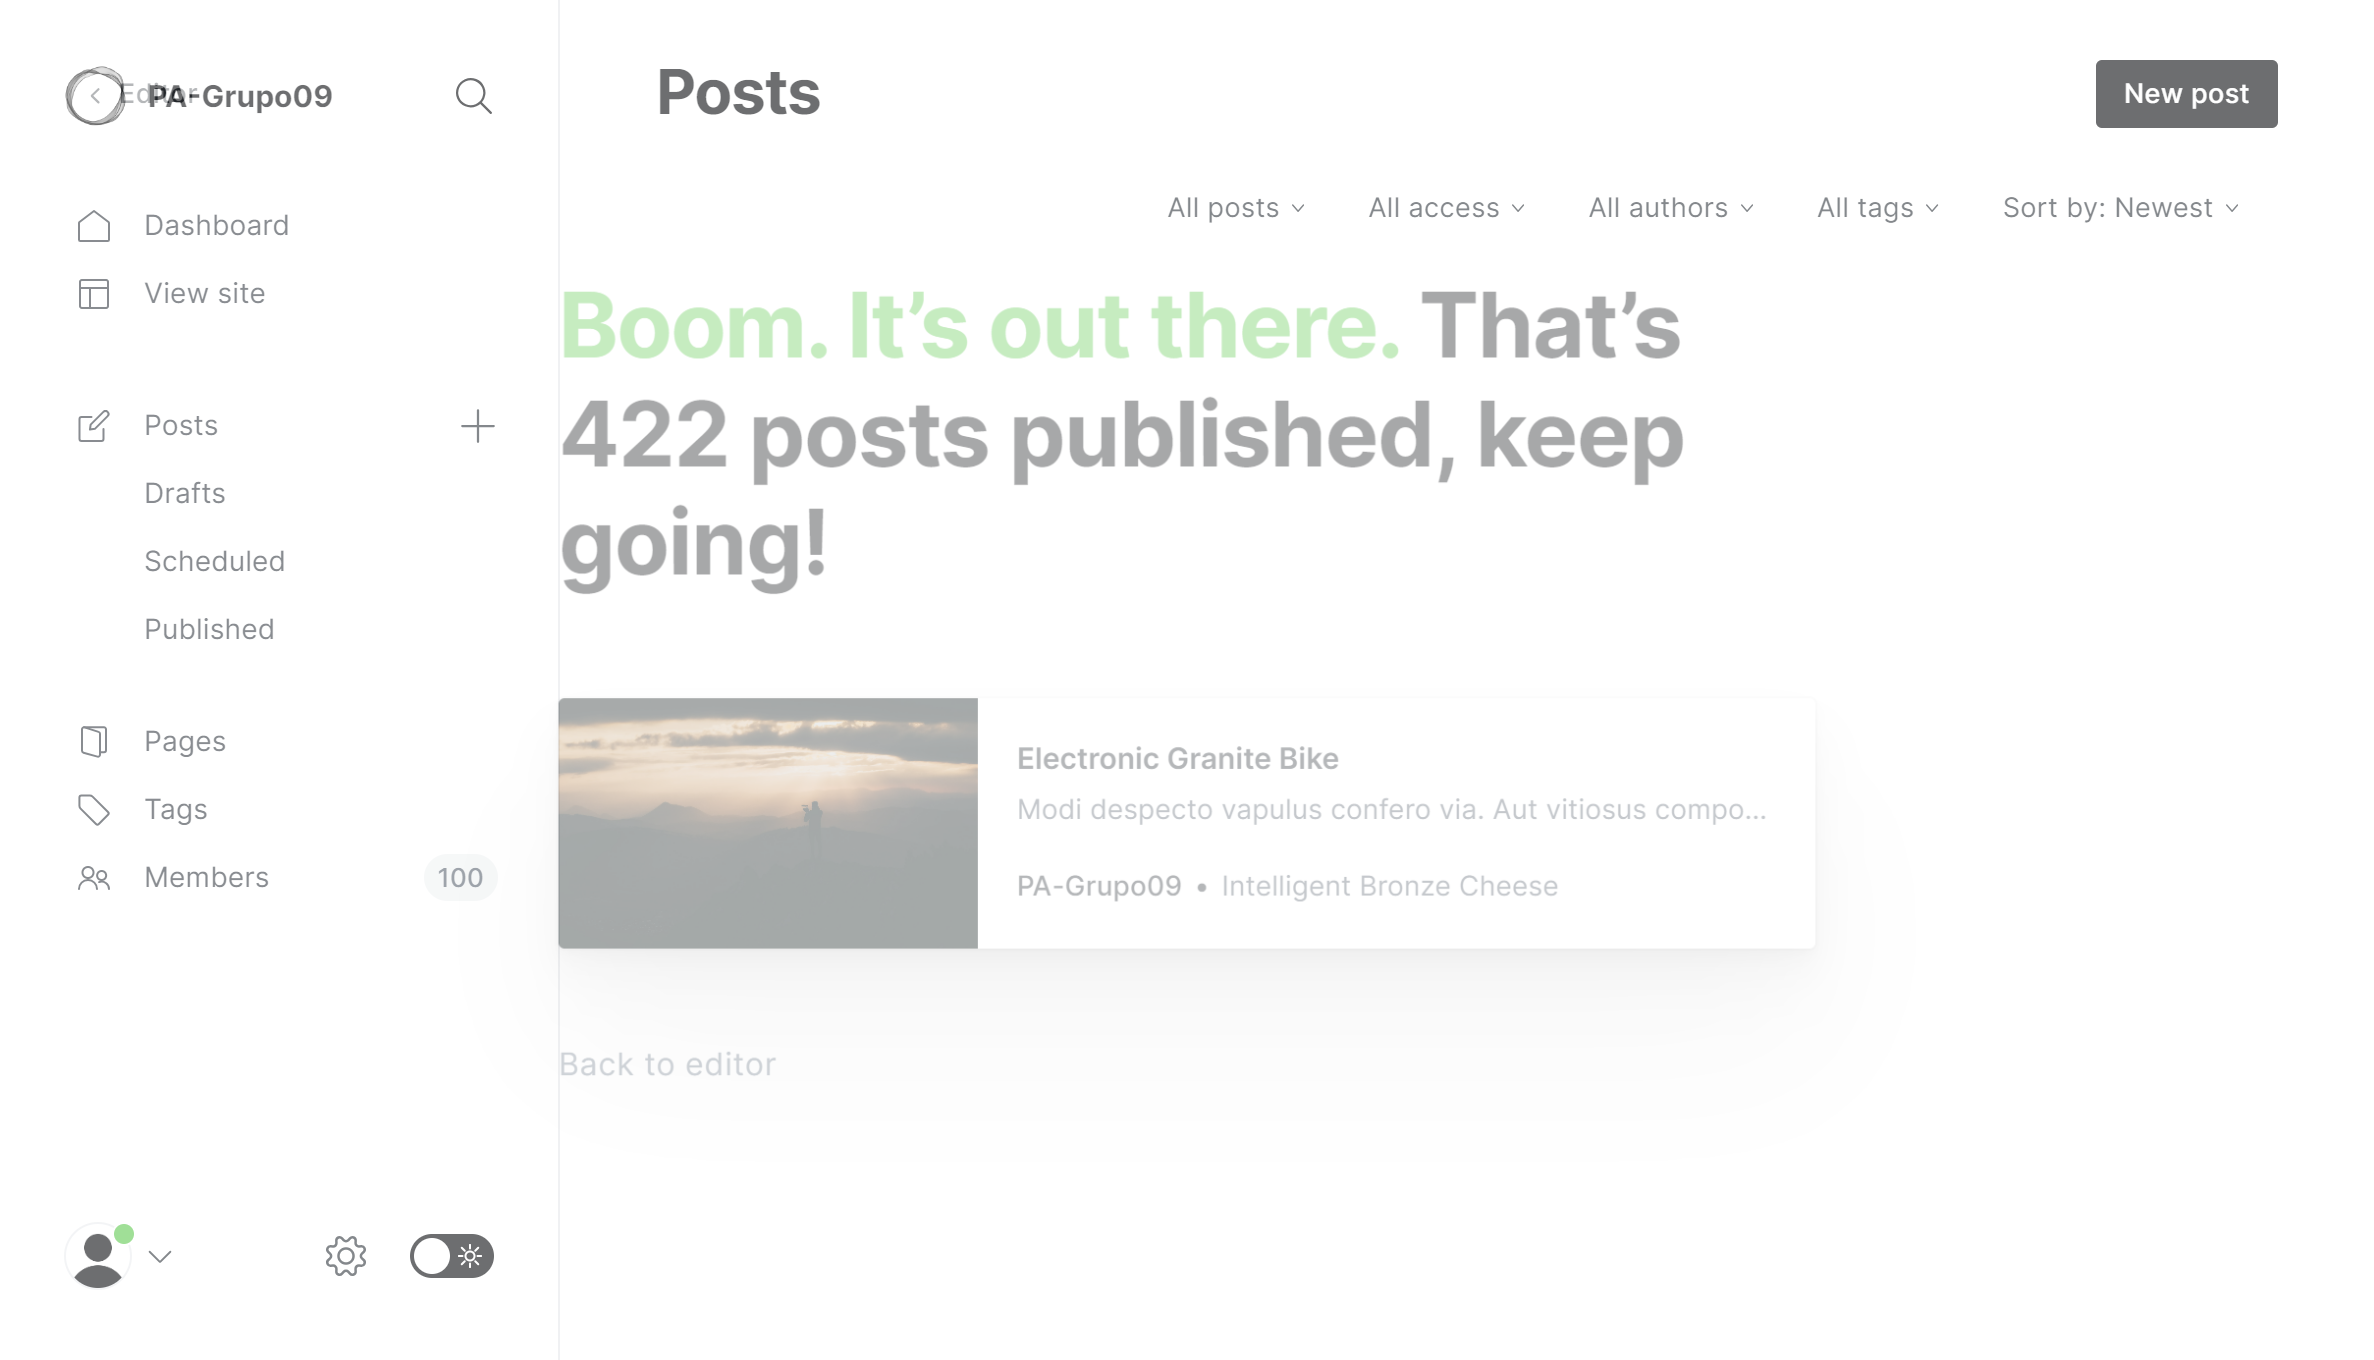 Editor
PA-Grupo09
Dashboard
View site
Posts
Drafts
Scheduled
Published
Pages
Tags
Members
100
Posts
New post
All posts
All access
All authors
All tags
Sort by: Newest
Boom. It’s out there. That’s
422 posts published, keep
going!
Electronic Granite Bike
Modi despecto vapulus confero via. Aut vitiosus compo...
PA-Grupo09 • Intelligent Bronze Cheese
Back to editor